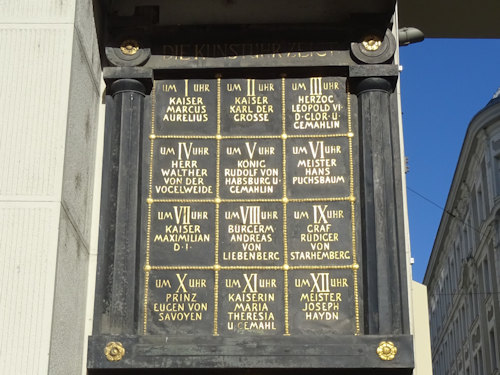 DIE KUNSTUHR ZEIGT
UM I UHR
KAISER
MARCUS
AURELIUS
UM II UHR
KAISER
KARL DER
GROSSE
UM III UHR
HERZOG
LEOPOLD VI·
D·GLOR·U·
GEMAHLIN
UM IV UHR
HERR
WALTHER
VON DER
VOGELWEIDE
UM V UHR
KÖNIG
RUDOLF VON
HABSBURG U·
GEMAHLIN
UM VI UHR
MEISTER
HANS
PUCHSBAUM
UM VII UHR
KAISER
MAXIMILIAN
D·I·
UM VIII UHR
BÜRGERM·
ANDREAS
VON
LIEBENBERG
UM IX UHR
GRAF
RÜDIGER
VON
STARHEMBERG
UM X UHR
PRINZ
EUGEN VON
SAVOYEN
UM XI UHR
KAISERIN
MARIA
THERESIA
U·GEMAHL
UM XII UHR
MEISTER
JOSEPH
HAYDN